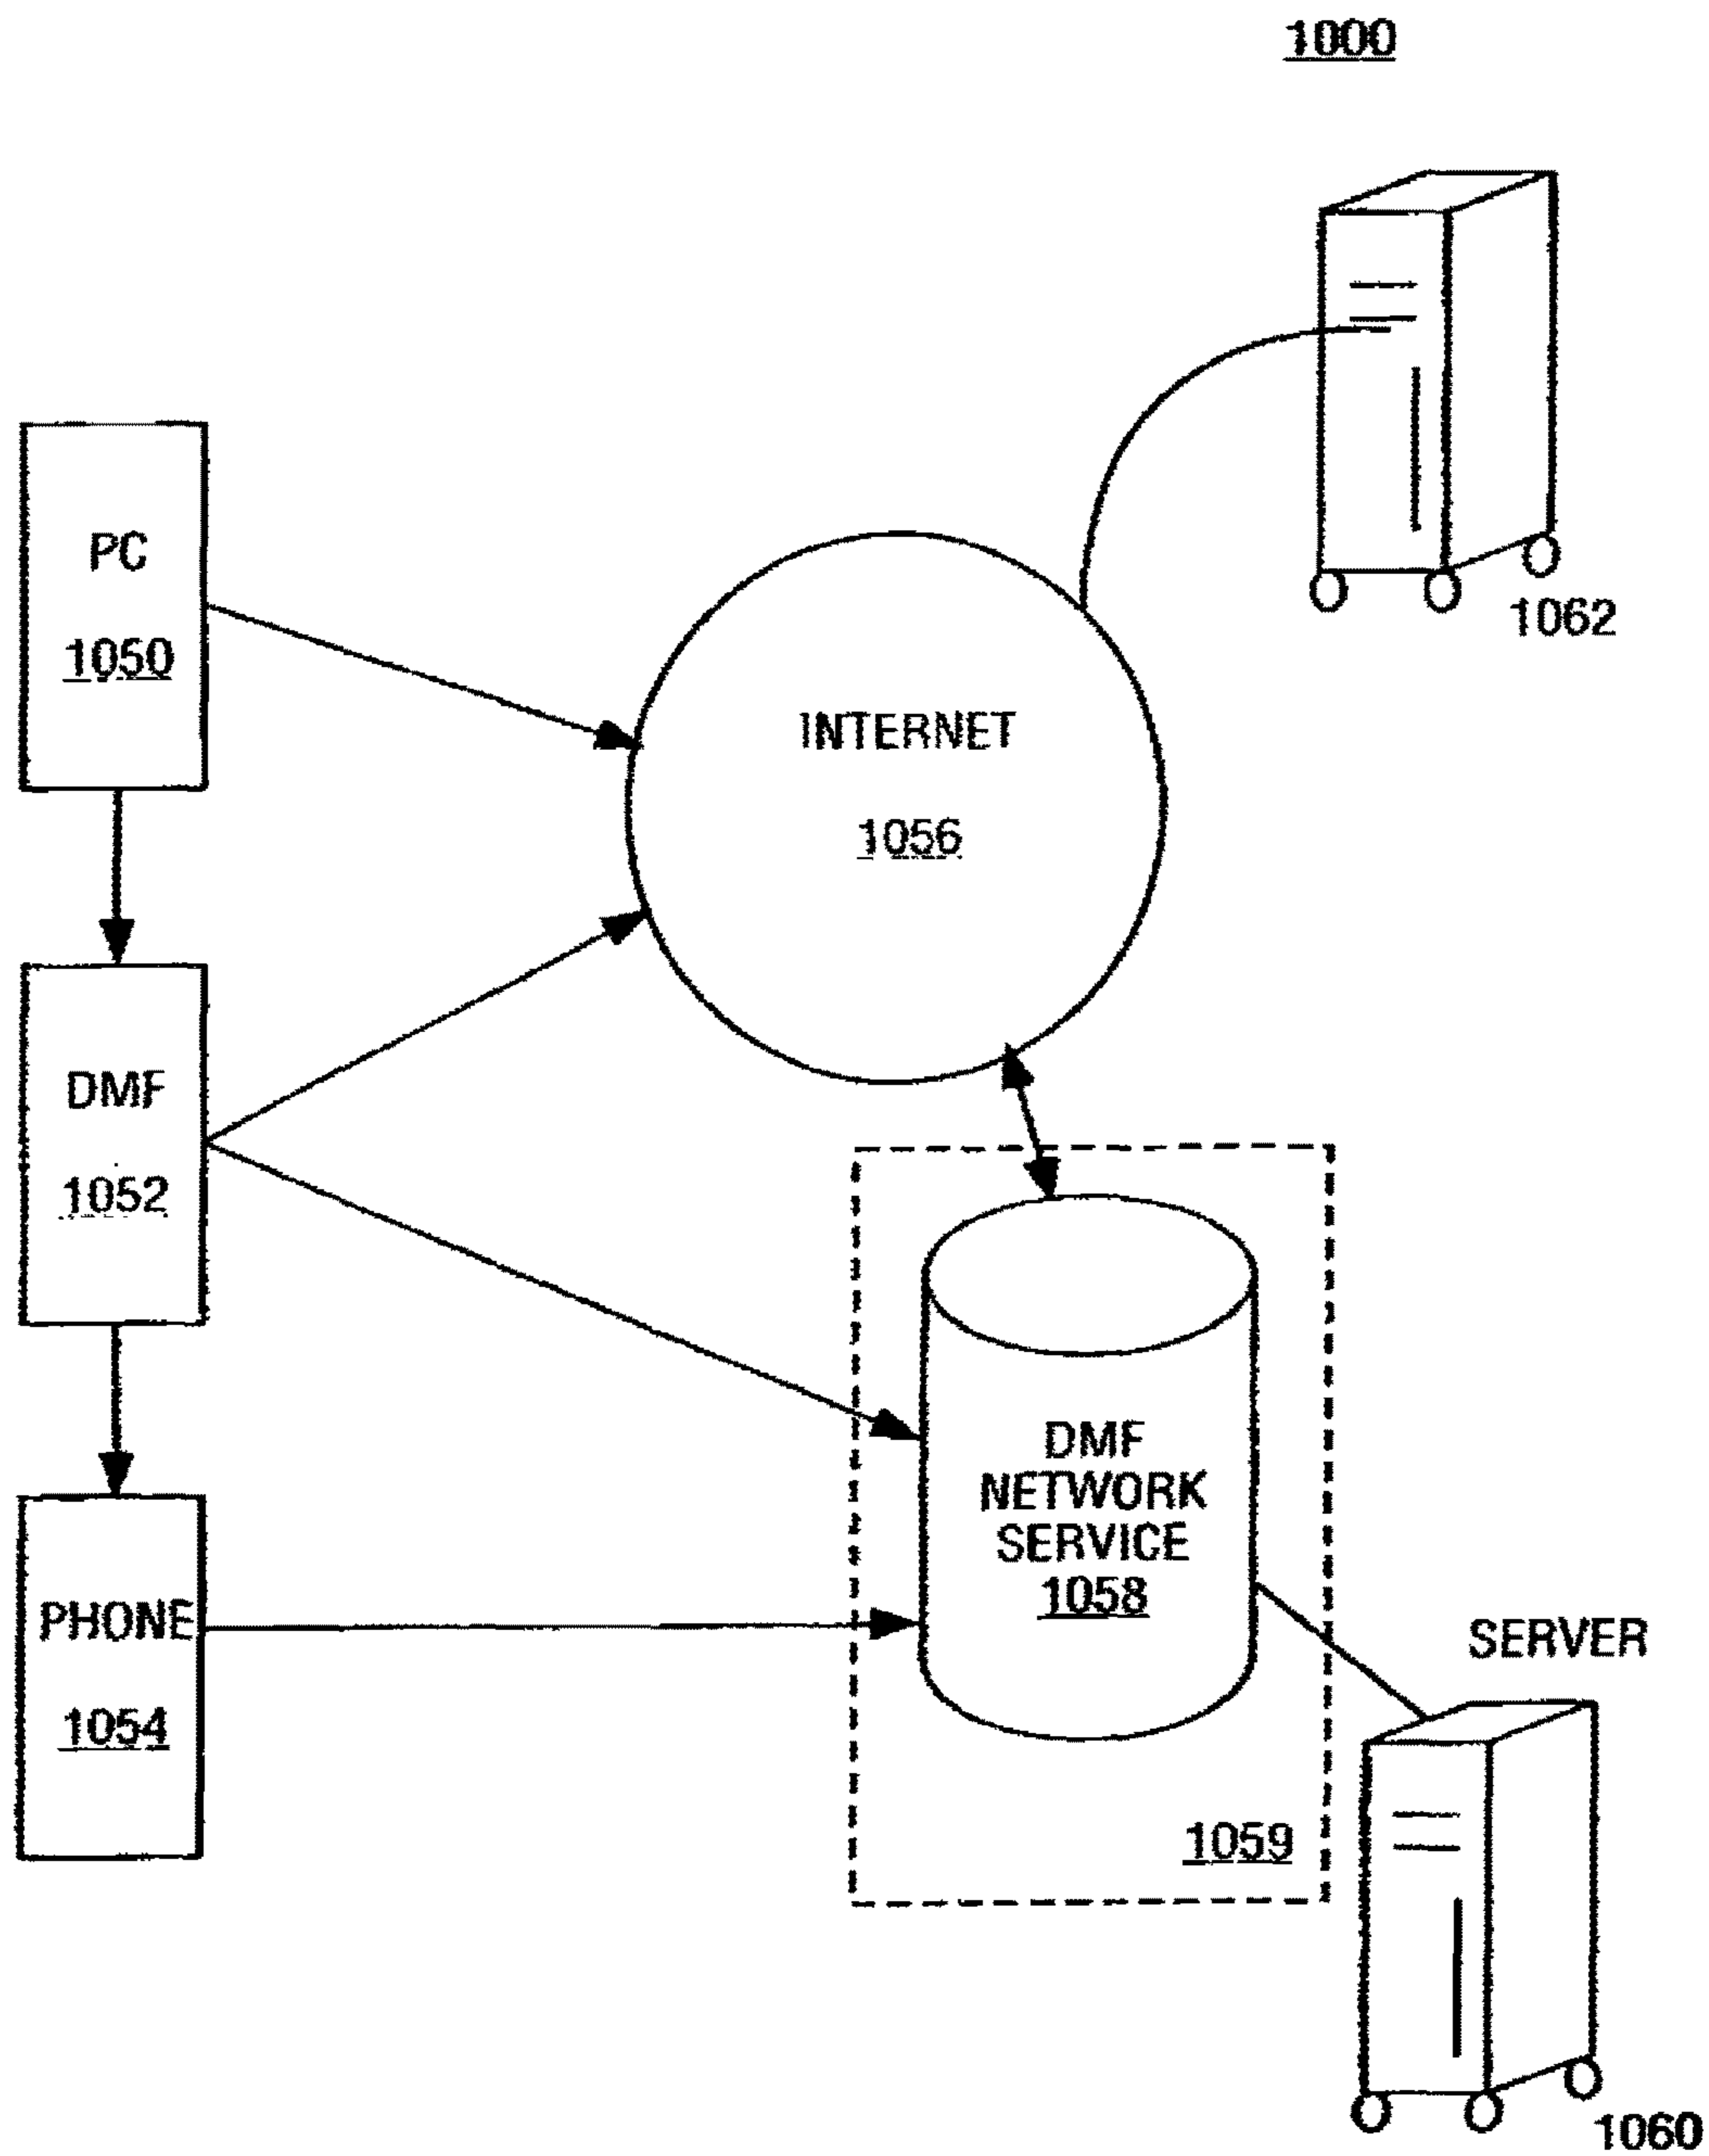 1000
1062
PC
1050
INTERNET
1056
DMF
1052
DMF
NETWORK
SERVICE
1058
PHONE
1054
SERVER
1059
1060